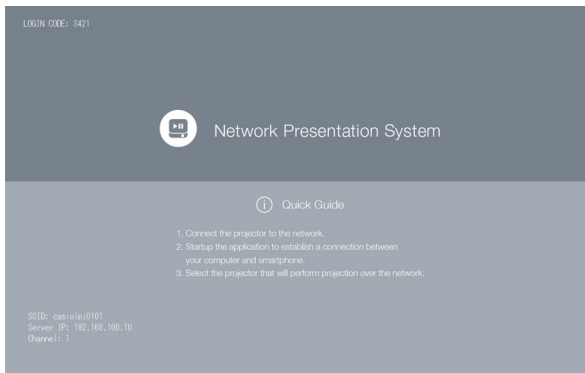 LOGIN CODE: 3421
Network Presentation System
Quick Guide
1. Connect the projector to the network.
2. Startup the application to establish a connection between
your computer and smartphone.
3. Select the projector that will perform projection over the network.
SSID: casiolpj0101
Server IP: 192.168.100.10
Channel: 1